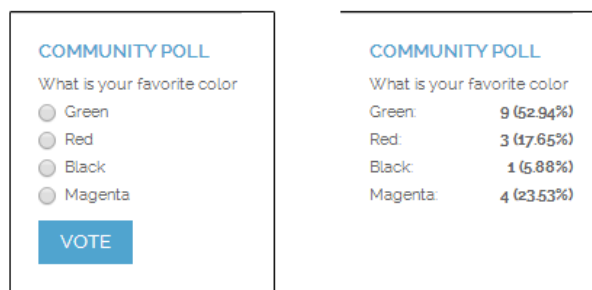 COMMUNITY POLL
What is your favorite color
Green
Red
Black
Magenta
VOTE
COMMUNITY POLL
What is your favorite color
Green: 9 (52.94%)
Red: 3 (17.65%)
Black: 1 (5.88%)
Magenta: 4 (23.53%)